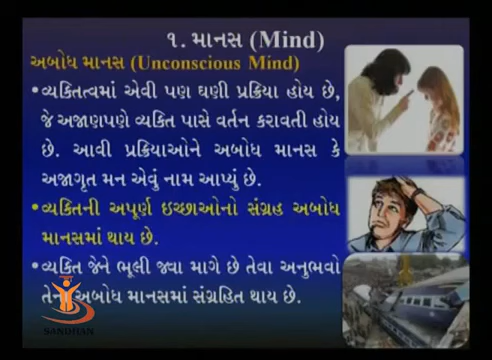 ૧. માનસ (Mind)
અબોધ માનસ (Unconscious Mind)
•વ્યક્તિત્વમાં એવી પણ ઘણી પ્રક્રિયા હોય છે,
જે અજાણપણે વ્યક્તિ પાસે વર્તન કરાવતી હોય
છે. આવી પ્રક્રિયાઓને અબોધ માનસ કે
અજાગૃત મન એવું નામ આપ્યું છે.
•વ્યક્તિની અપૂર્ણ ઇચ્છાઓનો સંગ્રહ અબોધ
માનસમાં થાય છે.
•વ્યક્તિ જેને ભૂલી જવા માગે છે તેવા અનુભવો
તેના અબોધ માનસમાં સંગ્રહિત થાય છે.
SANDHAN